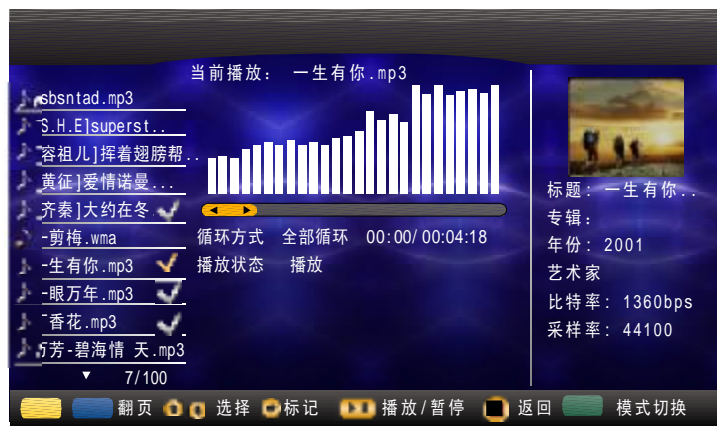 当前播放： 一生有你.mp3
sbsntad.mp3
S.H.E]superst..
容祖儿]挥着翅膀帮..
黄征]爱情诺曼...
齐秦]大约在冬
-剪梅.wma
-生有你.mp3
-眼万年.mp3
香花.mp3
芳-碧海情 天.mp3
7/100
循环方式 全部循环 00:00/00:04:18
播放状态 播放
标题：一生有你..
专辑：
年份：2001
艺术家
比特率：1360bps
采样率：44100
翻页 选择 标记 播放/暂停 返回 模式切换